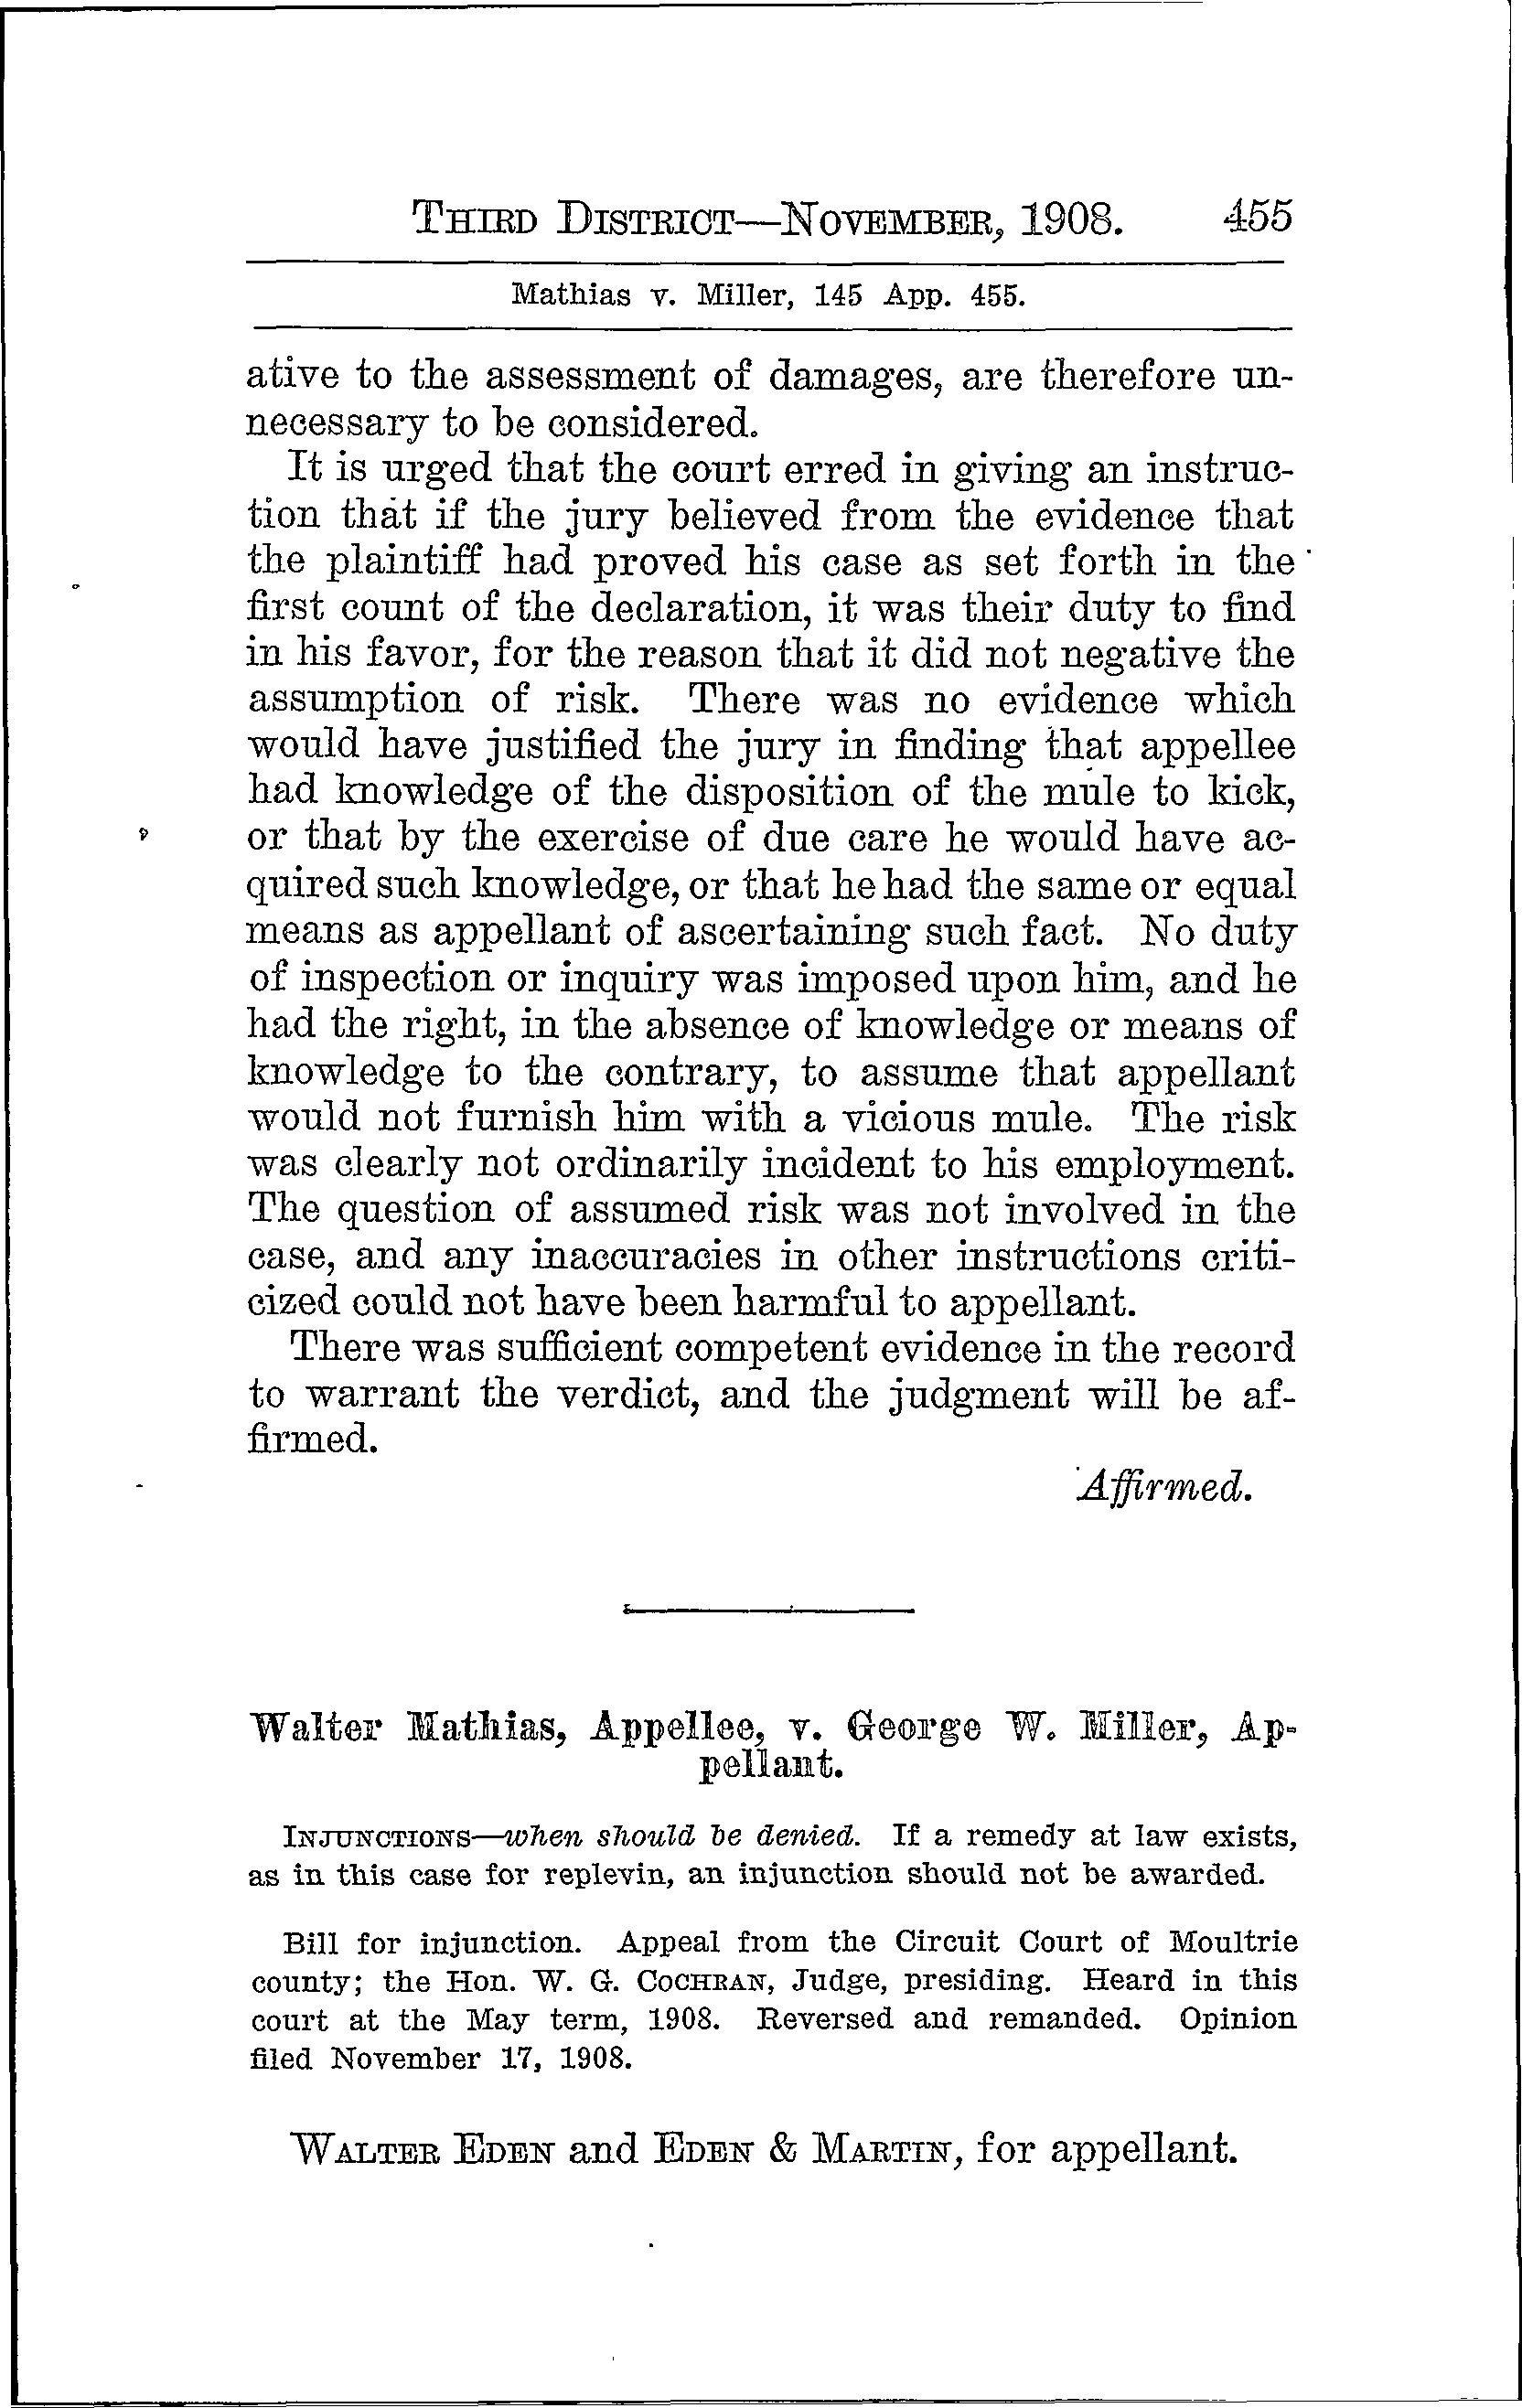 THIRD DISTRICT—NOVEMBER, 1908. 455
Mathias v. Miller, 145 App. 455.
ative to the assessment of damages, are therefore un-
necessary to be considered.
It is urged that the court erred in giving an instruc-
tion that if the jury believed from the evidence that
the plaintiff had proved his case as set forth in the
first count of the declaration, it was their duty to find
in his favor, for the reason that it did not negative the
assumption of risk. There was no evidence which
would have justified the jury in finding that appellee
had knowledge of the disposition of the mule to kick,
or that by the exercise of due care he would have ac-
quired such knowledge, or that he had the same or equal
means as appellant of ascertaining such fact. No duty
of inspection or inquiry was imposed upon him, and he
had the right, in the absence of knowledge or means of
knowledge to the contrary, to assume that appellant
would not furnish him with a vicious mule. The risk
was clearly not ordinarily incident to his employment.
The question of assumed risk was not involved in the
case, and any inaccuracies in other instructions criti-
cized could not have been harmful to appellant.
There was sufficient competent evidence in the record
to warrant the verdict, and the judgment will be af-
firmed.
Affirmed.
Walter Mathias, Appellee, v. George W. Miller, Ap-
pellant.
INJUNCTIONS—when should be denied. If a remedy at law exists,
as in this case for replevin, an injunction should not be awarded.
Bill for injunction. Appeal from the Circuit Court of Moultrie
county; the Hon. W. G. COCHRAN, Judge, presiding. Heard in this
court at the May term, 1908. Reversed and remanded. Opinion
filed November 17, 1908.
WALTER EDEN and EDEN & MARTIN, for appellant.